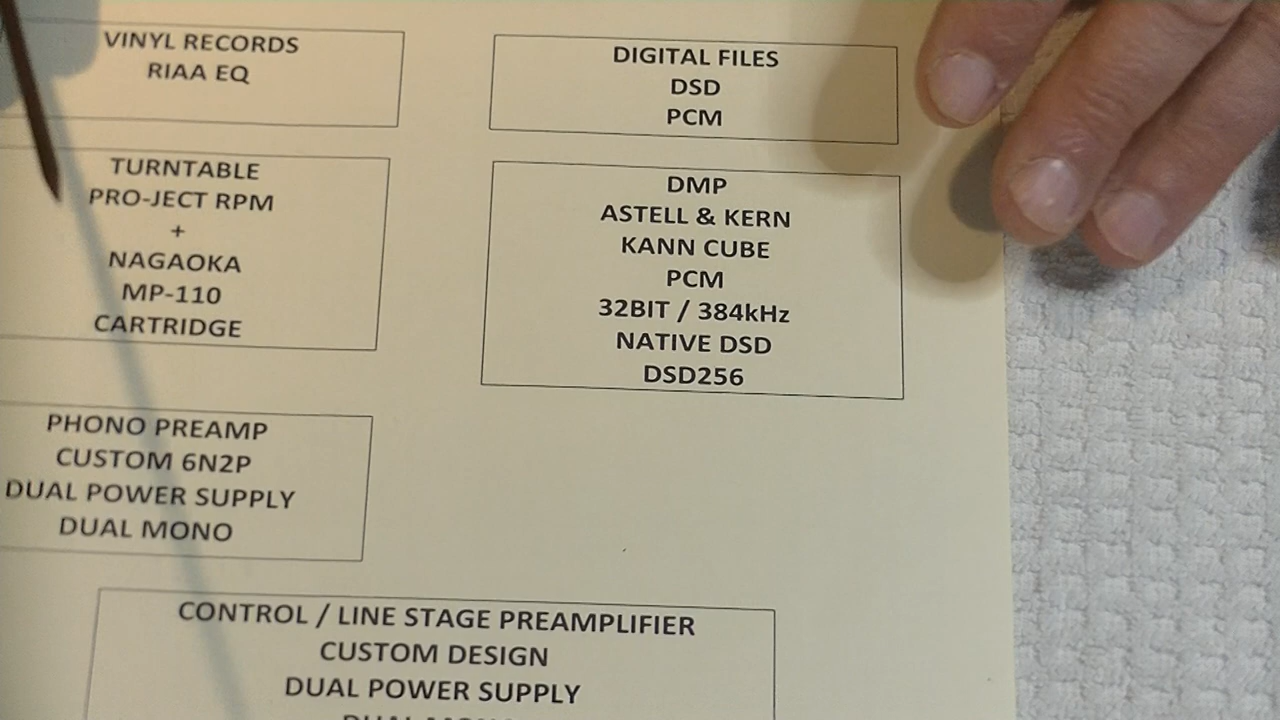 VINYL RECORDS
RIAA EQ
DIGITAL FILES
DSD
PCM
TURNTABLE
PRO-JECT RPM
+
NAGAOKA
MP-110
CARTRIDGE
DMP
ASTELL & KERN
KANN CUBE
PCM
32BIT / 384kHz
NATIVE DSD
DSD256
PHONO PREAMP
CUSTOM 6N2P
DUAL POWER SUPPLY
DUAL MONO
CONTROL / LINE STAGE PREAMPLIFIER
CUSTOM DESIGN
DUAL POWER SUPPLY